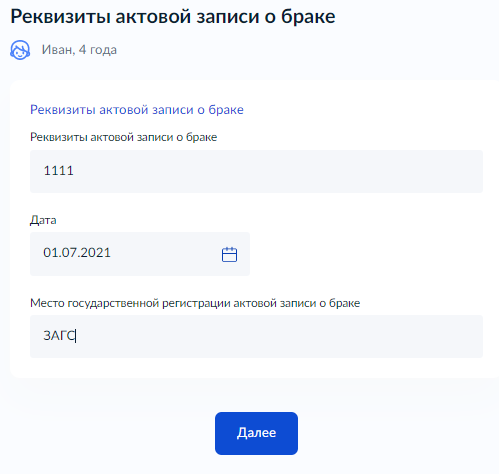 Реквизиты актовой записи о браке
Иван, 4 года
Реквизиты актовой записи о браке
Реквизиты актовой записи о браке
1111
Дата
01.07.2021
Место государственной регистрации актовой записи о браке
ЗАГС
Далее